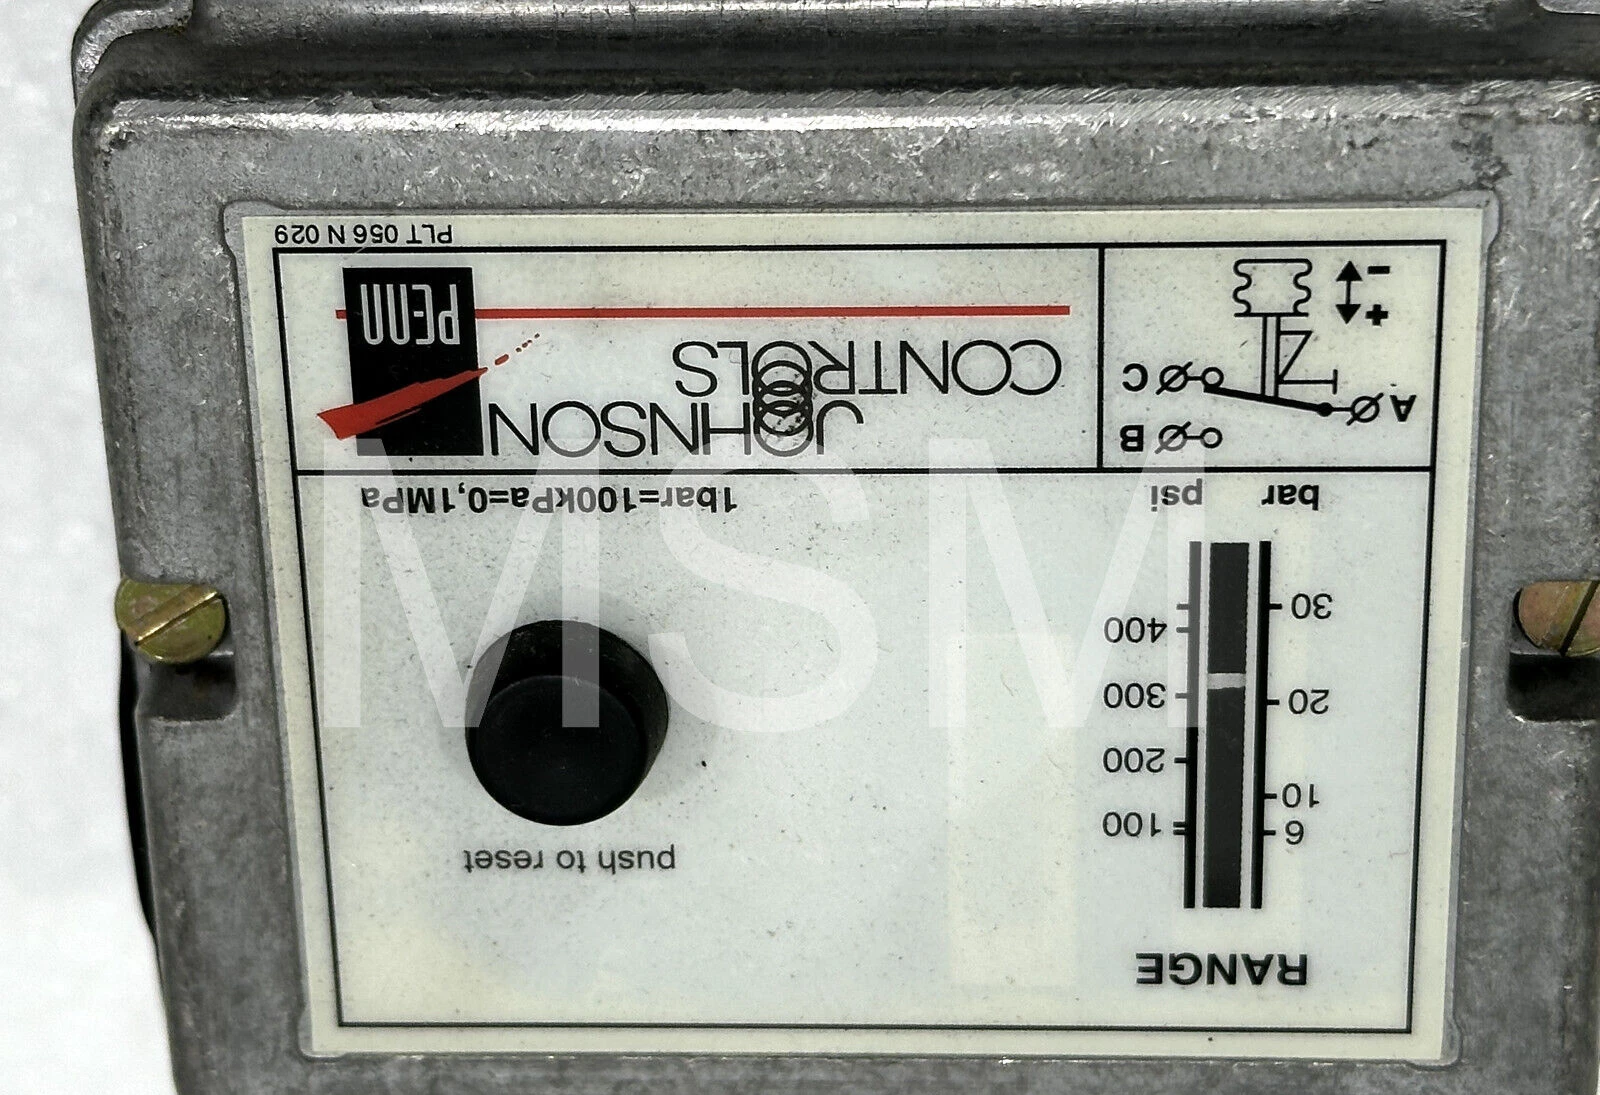 RANGE
push to reset
6
100
10
200
20
300
400
30
bar psi
1bar=100kPa=0,1MPa
B
A
C
+
-
JOHNSON
CONTROLS
PENN
PLT 056 N 029
MSM